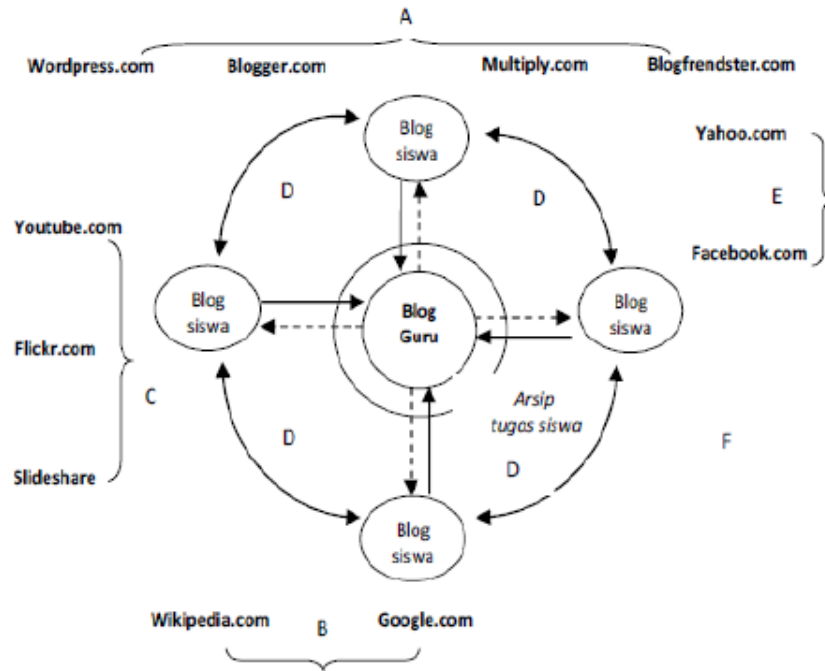 A
Wordpress.com
Blogger.com
Multiply.com
Blogfrendster.com
Blog
siswa
Yahoo.com
D
D
E
Youtube.com
Facebook.com
Blog
siswa
Blog
Guru
Blog
siswa
Flickr.com
C
Arsip
tugas siswa
D
F
Slideshare
D
Blog
siswa
Wikipedia.com
B
Google.com